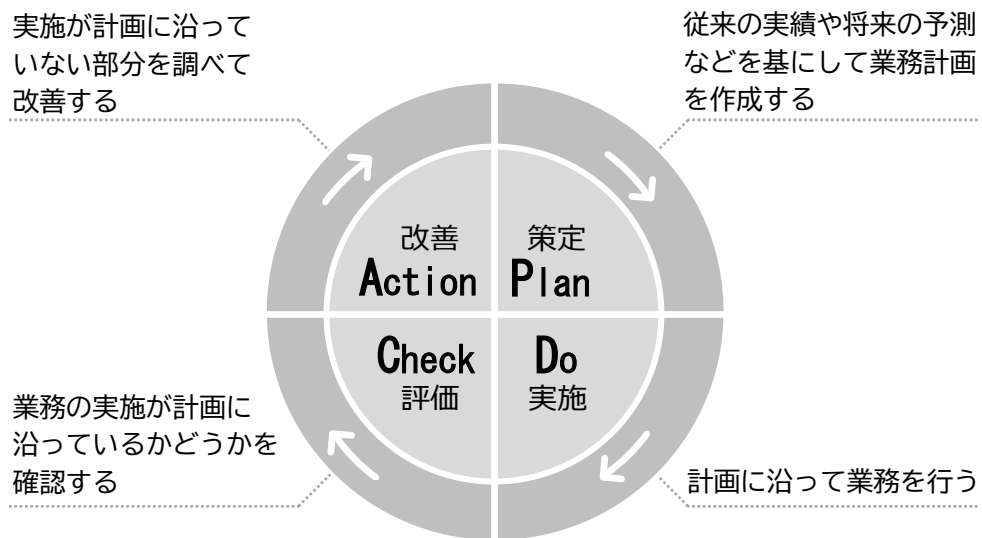 実施が計画に沿って
いない部分を調べて
改善する
従来の実績や将来の予測
などを基にして業務計画
を作成する
改善
Action
策定
Plan
Check
評価
Do
実施
業務の実施が計画に
沿っているかどうかを
確認する
計画に沿って業務を行う